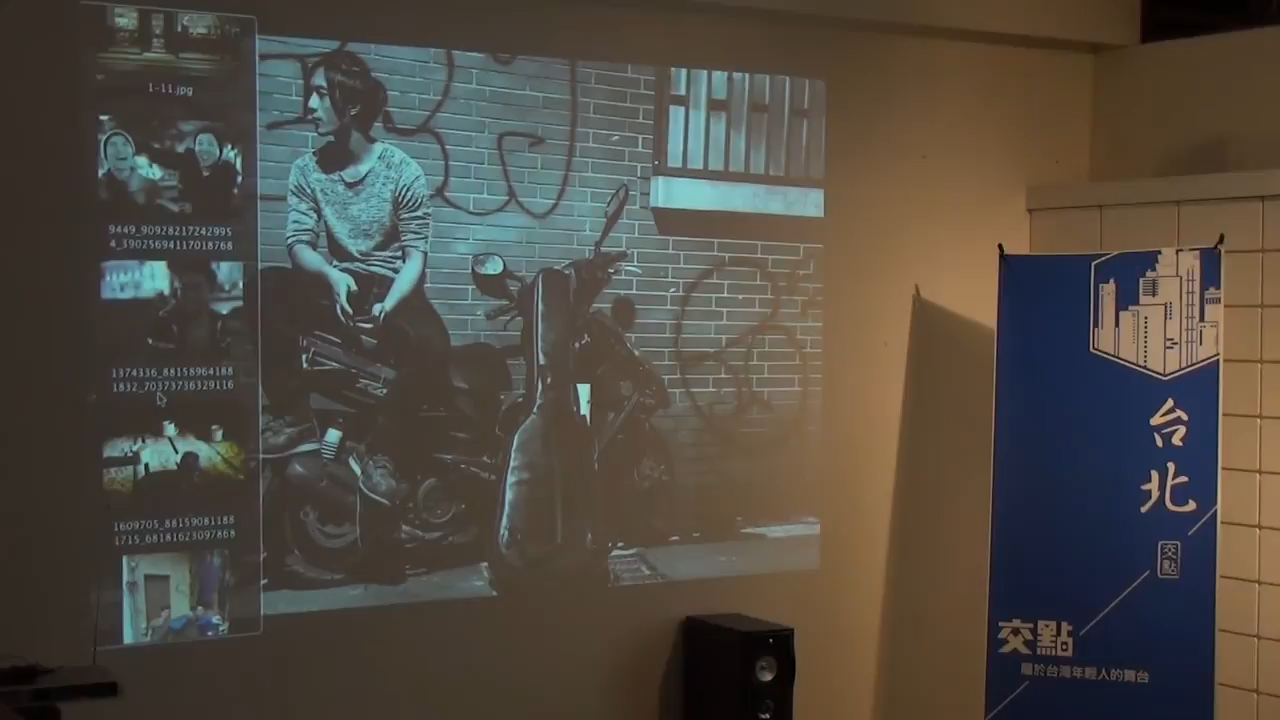 1-11.jpg
9449_90928217242995
4_39025694117018768
1374336_88158964188
1832_70373736329116
1609705_88159081188
1715_68181623097868
台北
交點
交點
屬於台灣年輕人的舞台